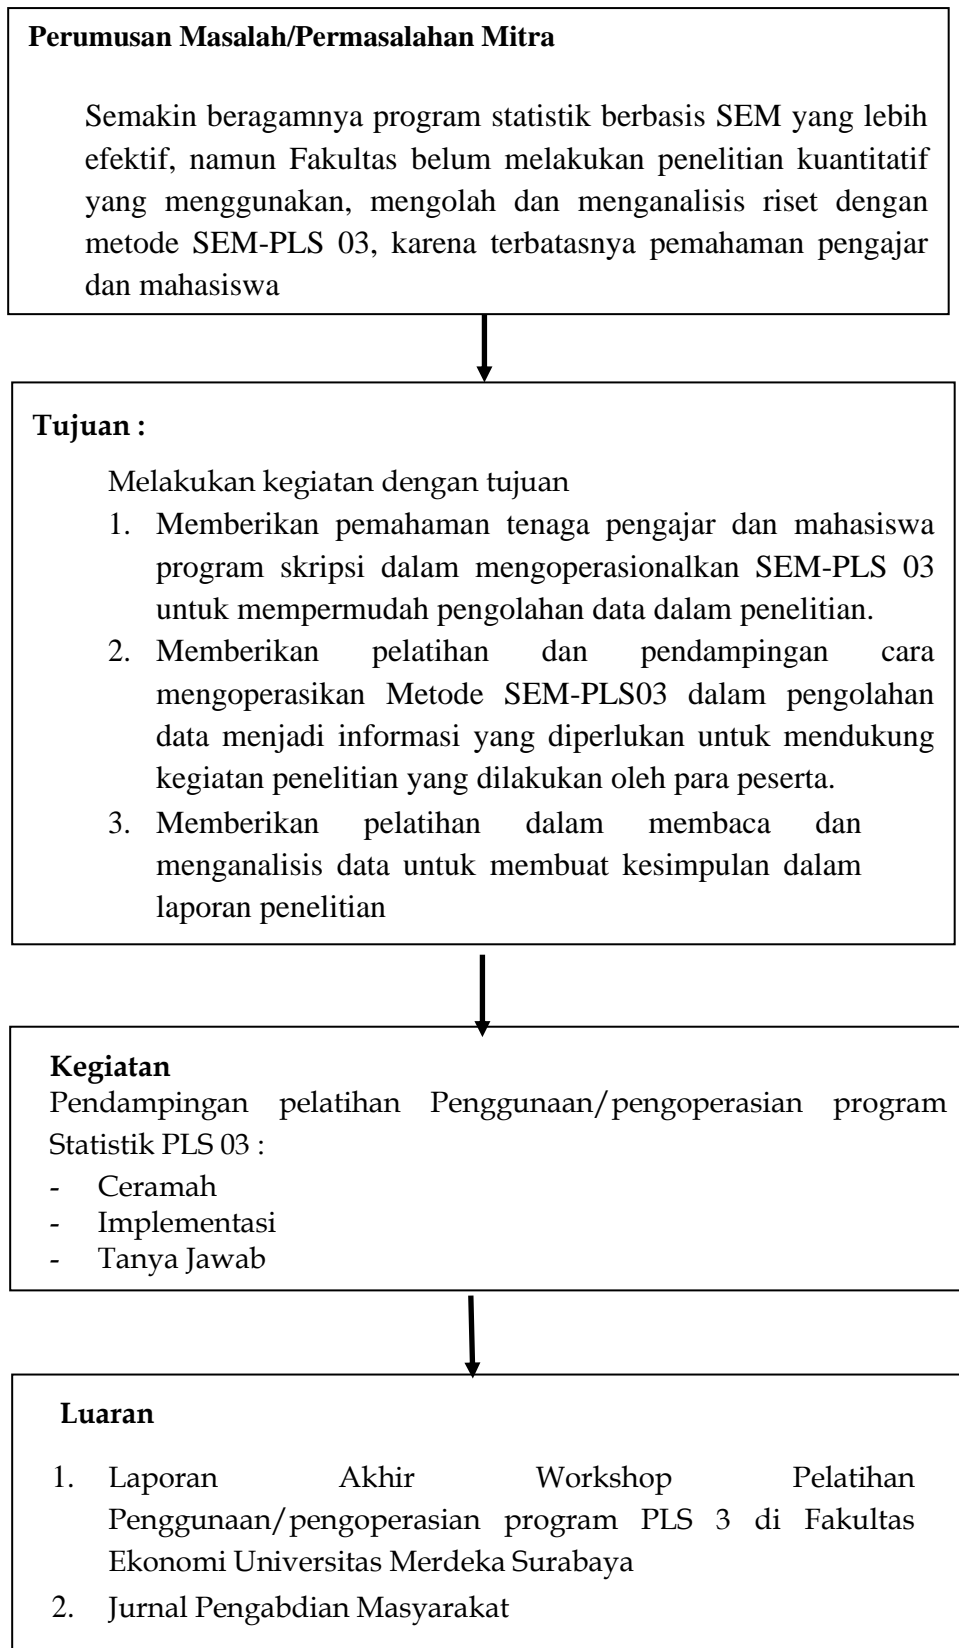 Perumusan Masalah/Permasalahan Mitra
Semakin beragamnya program statistik berbasis SEM yang lebih
efektif, namun Fakultas belum melakukan penelitian kuantitatif
yang menggunakan, mengolah dan menganalisis riset dengan
metode SEM-PLS 03, karena terbatasnya pemahaman pengajar
dan mahasiswa
Tujuan :
Melakukan kegiatan dengan tujuan
1. Memberikan pemahaman tenaga pengajar dan mahasiswa
program skripsi dalam mengoperasionalkan SEM-PLS 03
untuk mempermudah pengolahan data dalam penelitian.
2. Memberikan pelatihan dan pendampingan cara
mengoperasikan Metode SEM-PLS03 dalam pengolahan
data menjadi informasi yang diperlukan untuk mendukung
kegiatan penelitian yang dilakukan oleh para peserta.
3. Memberikan pelatihan dalam membaca dan
menganalisis data untuk membuat kesimpulan dalam
laporan penelitian
Kegiatan
Pendampingan pelatihan Penggunaan/pengoperasian program
Statistik PLS 03 :
- Ceramah
- Implementasi
- Tanya Jawab
Luaran
1. Laporan Akhir Workshop Pelatihan
Penggunaan/pengoperasian program PLS 3 di Fakultas
Ekonomi Universitas Merdeka Surabaya
2. Jurnal Pengabdian Masyarakat